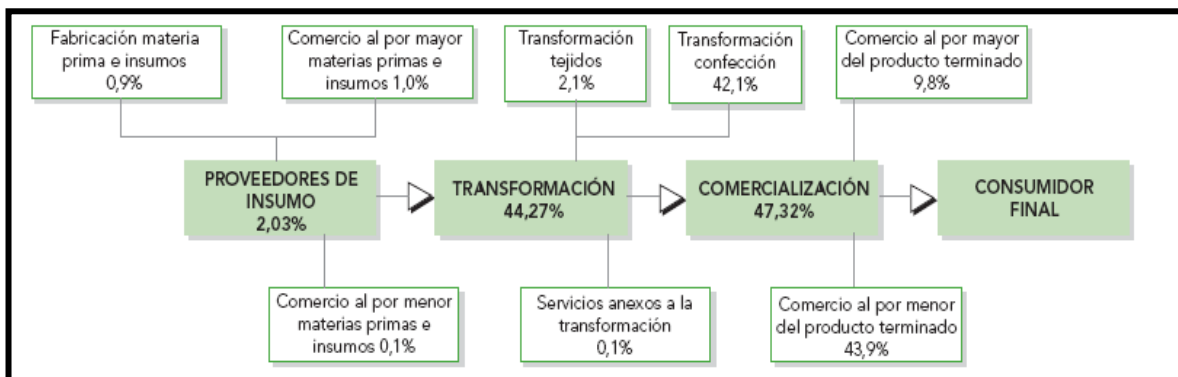 Fabricación materia
prima e insumos
0,9%
Comercio al por mayor
materias primas e
insumos 1,0%
Transformación
tejidos
2,1%
Transformación
confección
42,1%
Comercio al por mayor
del producto terminado
9,8%
PROVEEDORES DE
INSUMO
2,03%
TRANSFORMACIÓN
44,27%
COMERCIALIZACIÓN
47,32%
CONSUMIDOR
FINAL
Comercio al por menor
materias primas e
insumos 0,1%
Servicios anexos a la
transformación
0,1%
Comercio al por menor
del producto terminado
43,9%